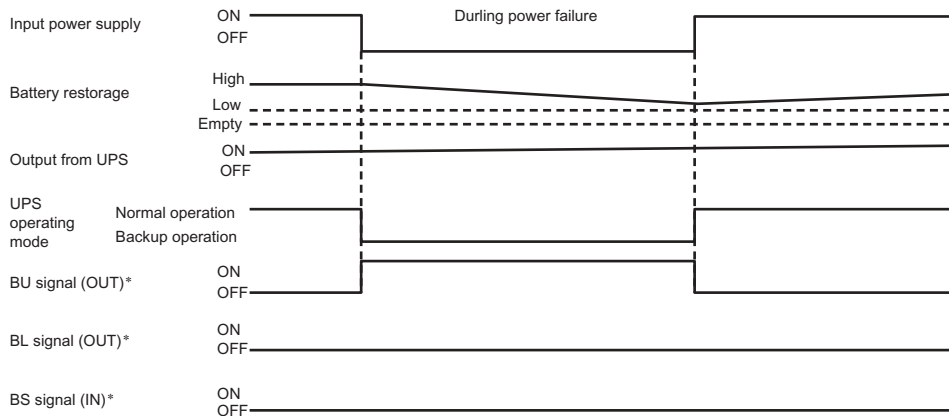 Input power supply
ON
OFF
Durling power failure
Battery restorage
High
Low
Empty
Output from UPS
ON
OFF
UPS
operating
mode
Normal operation
Backup operation
BU signal (OUT)*
ON
OFF
BL signal (OUT)*
ON
OFF
BS signal (IN)*
ON
OFF